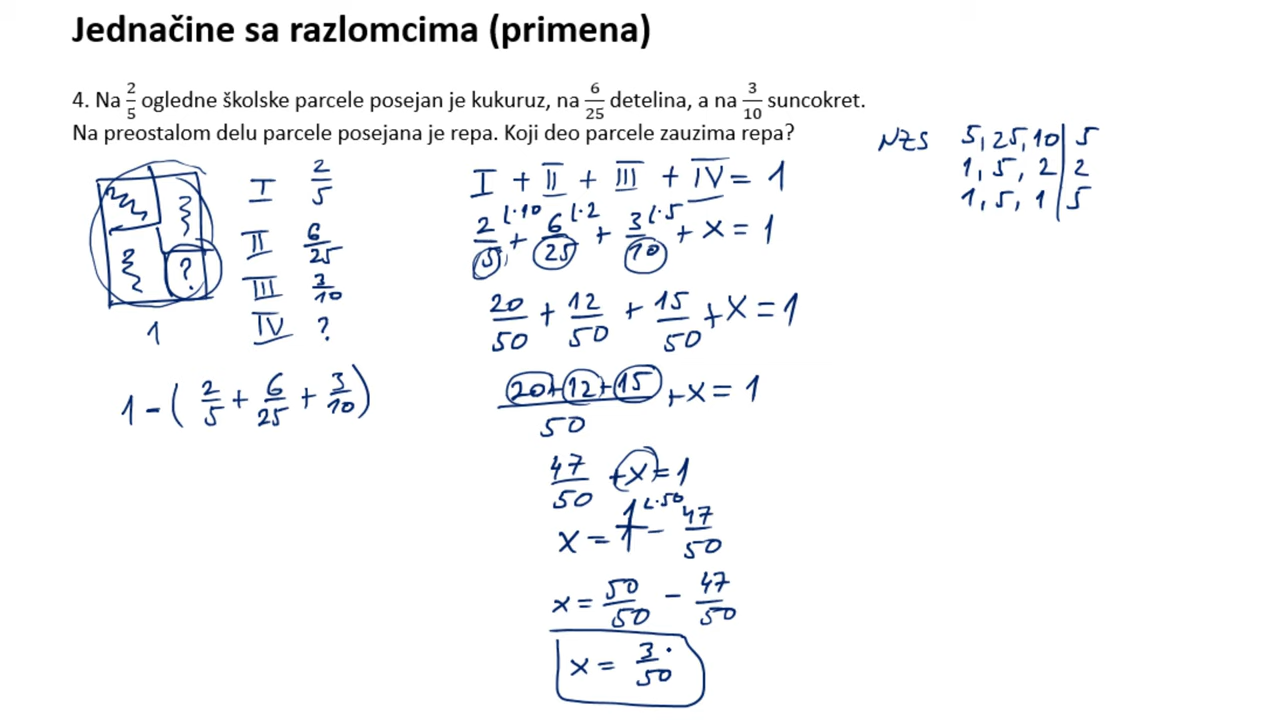 Jednačine sa razlomcima (primena)
4. Na 2/5 ogledne školske parcele posejan je kukuruz, na 6/25 detelina, a na 3/10 suncokret.
Na preostalom delu parcele posejana je repa. Koji deo parcele zauzima repa?
NZS 5, 25, 10 | 5
1, 5, 2 | 2
1, 5, 1 | 5
?
1
I 2/5
II 6/25
III 3/10
IV ?
1 - ( 2/5 + 6/25 + 3/10 )
I + II + III + IV = 1
2/5 |·10 + 6/25 |·2 + 3/10 |·5 + x = 1
20/50 + 12/50 + 15/50 + x = 1
20+12+15/50 + x = 1
47/50 + x = 1
x = 1/1 |·50 - 47/50
x = 50/50 - 47/50
x = 3/50